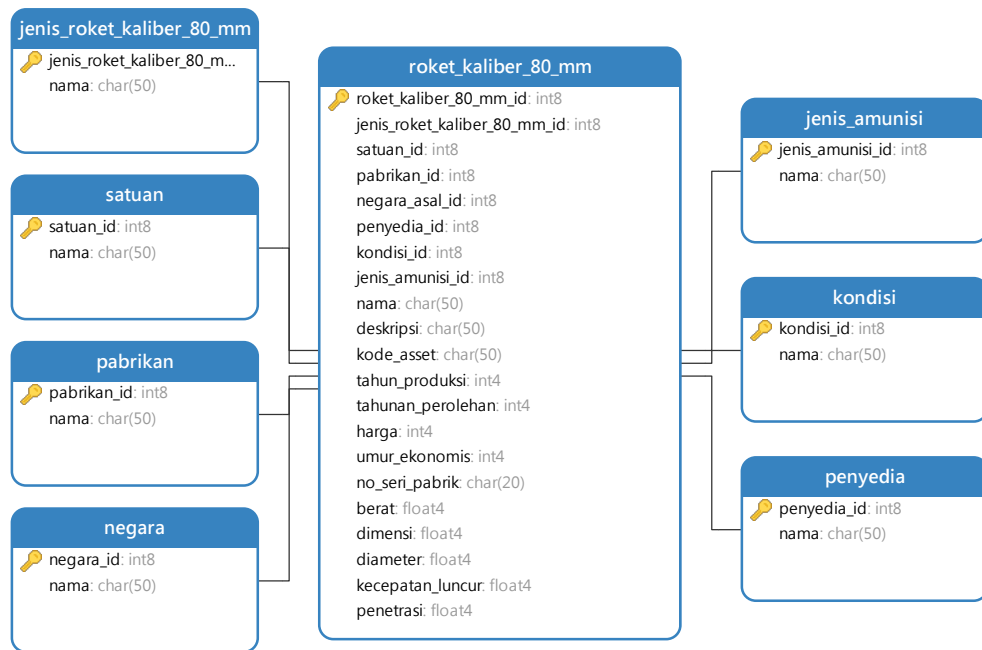 jenis_roket_kaliber_80_mm
jenis_roket_kaliber_80_m...
nama: char(50)
satuan
satuan_id: int8
nama: char(50)
pabrikan
pabrikan_id: int8
nama: char(50)
negara
negara_id: int8
nama: char(50)
roket_kaliber_80_mm
roket_kaliber_80_mm_id: int8
jenis_roket_kaliber_80_mm_id: int8
satuan_id: int8
pabrikan_id: int8
negara_asal_id: int8
penyedia_id: int8
kondisi_id: int8
jenis_amunisi_id: int8
nama: char(50)
deskripsi: char(50)
kode_asset: char(50)
tahun_produksi: int4
tahunan_perolehan: int4
harga: int4
umur_ekonomis: int4
no_seri_pabrik: char(20)
berat: float4
dimensi: float4
diameter: float4
kecepatan_luncur: float4
penetrasi: float4
jenis_amunisi
jenis_amunisi_id: int8
nama: char(50)
kondisi
kondisi_id: int8
nama: char(50)
penyedia
penyedia_id: int8
nama: char(50)